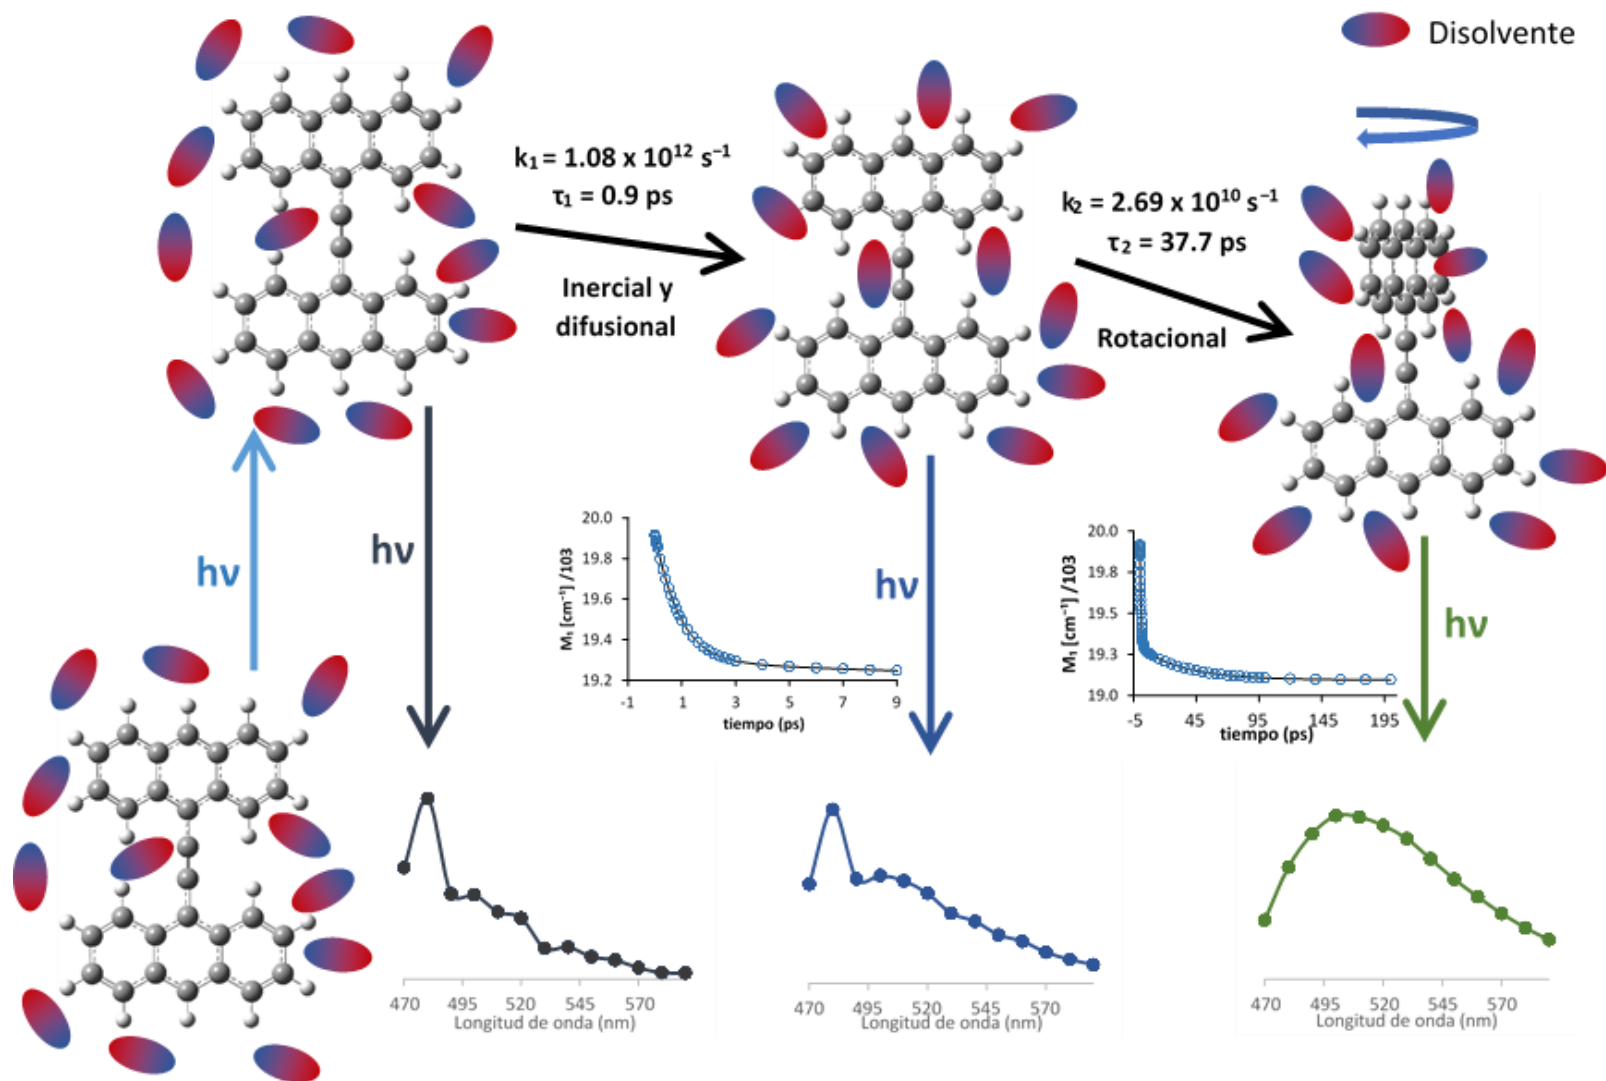 Disolvente
k₁ = 1.08 x 10¹² s⁻¹
τ₁ = 0.9 ps
Inercial y
difusional
k₂ = 2.69 x 10¹⁰ s⁻¹
τ₂ = 37.7 ps
Rotacional
hν
hν
hν
hν
M₁ [cm⁻¹] /103
20.0
19.8
19.6
19.4
19.2
-1 1 3 5 7 9
tiempo (ps)
M₁ [cm⁻¹] /103
20.0
19.8
19.5
19.3
19.0
-5 45 95 145 195
tiempo (ps)
470 495 520 545 570
Longitud de onda (nm)
470 495 520 545 570
Longitud de onda (nm)
470 495 520 545 570
Longitud de onda (nm)